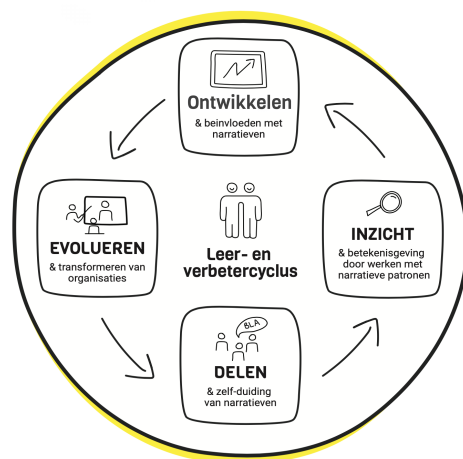 Ontwikkelen
& beinvloeden met
narratieven
EVOLUEREN
& transformeren van
organisaties
Leer- en
verbetercyclus
INZICHT
& betekenisgeving
door werken met
narratieve patronen
BLA
DELEN
& zelf-duiding
van narratieven